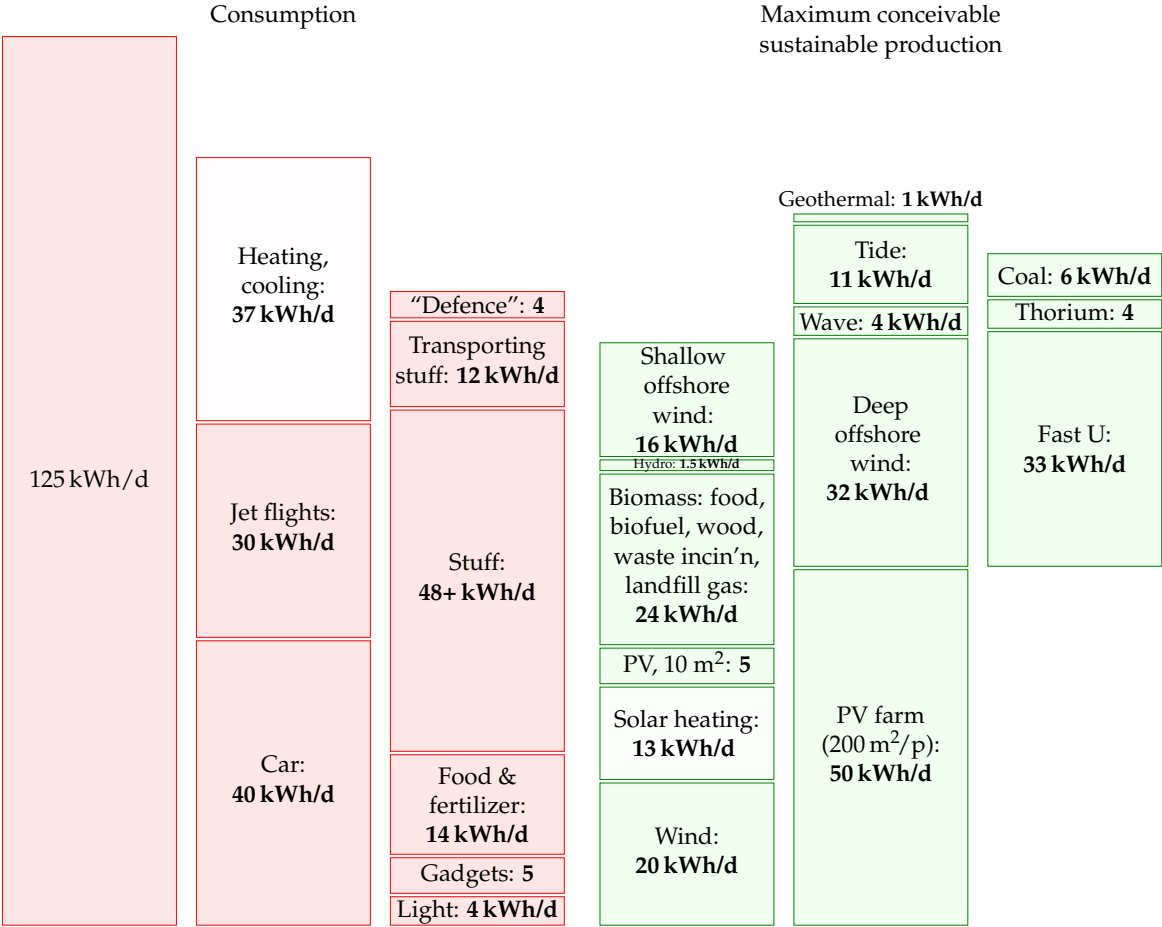 Consumption
Maximum conceivable
sustainable production
125 kWh/d
Heating,
cooling:
37 kWh/d
Jet flights:
30 kWh/d
Car:
40 kWh/d
“Defence”: 4
Transporting
stuff: 12 kWh/d
Stuff:
48+ kWh/d
Food &
fertilizer:
14 kWh/d
Gadgets: 5
Light: 4 kWh/d
Shallow
offshore
wind:
16 kWh/d
Hydro: 1.5 kWh/d
Biomass: food,
biofuel, wood,
waste incin’n,
landfill gas:
24 kWh/d
PV, 10 m²: 5
Solar heating:
13 kWh/d
Wind:
20 kWh/d
Geothermal: 1 kWh/d
Tide:
11 kWh/d
Wave: 4 kWh/d
Deep
offshore
wind:
32 kWh/d
PV farm
(200 m²/p):
50 kWh/d
Coal: 6 kWh/d
Thorium: 4
Fast U:
33 kWh/d